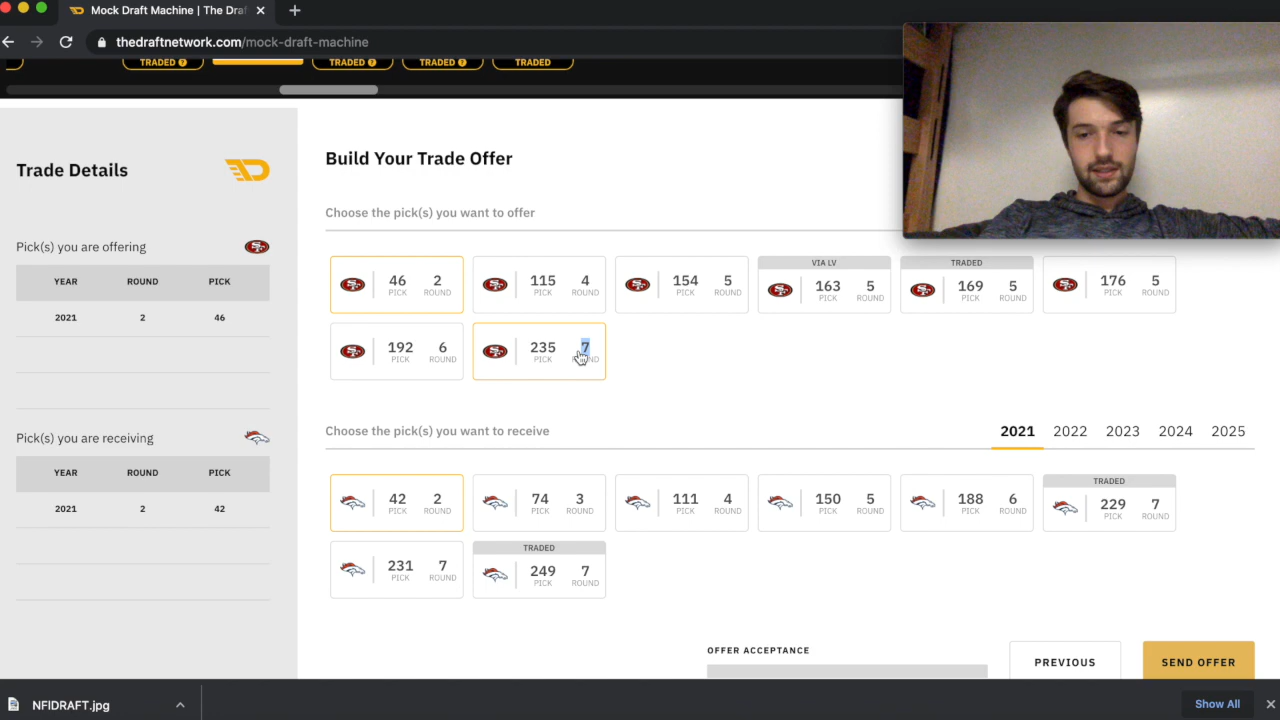 Mock Draft Machine | The Dra
thedraftnetwork.com/mock-draft-machine
TRADED ? TRADED ? TRADED ? TRADED
Trade Details
Pick(s) you are offering
YEAR ROUND PICK
2021 2 46
Pick(s) you are receiving
YEAR ROUND PICK
2021 2 42
Build Your Trade Offer
Choose the pick(s) you want to offer
VIA LV TRADED
46 2 115 4 154 5 163 5 169 5 176 5
PICK ROUND PICK ROUND PICK ROUND PICK ROUND PICK ROUND PICK ROUND
192 6 235 7
PICK ROUND PICK ROUND
Choose the pick(s) you want to receive 2021 2022 2023 2024 2025
TRADED
42 2 74 3 111 4 150 5 188 6 229 7
PICK ROUND PICK ROUND PICK ROUND PICK ROUND PICK ROUND PICK ROUND
TRADED
231 7 249 7
PICK ROUND PICK ROUND
OFFER ACCEPTANCE
PREVIOUS SEND OFFER
NFIDRAFT.jpg Show All